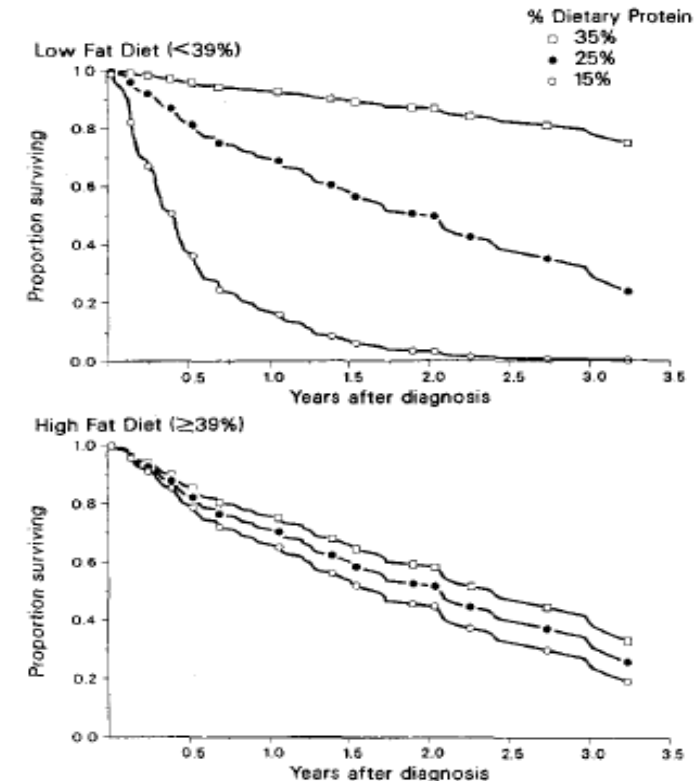 % Dietary Protein
35%
25%
15%
Low Fat Diet (<39%)
Proportion surviving
1.0
0.8
0.6
0.4
0.2
0.0
0.5 1.0 1.5 2.0 2.5 3.0 3.5
Years after diagnosis
High Fat Diet (≥39%)
Proportion surviving
1.0
0.8
0.6
0.4
0.2
0.0
0.5 1.0 1.5 2.0 2.5 3.0 3.5
Years after diagnosis